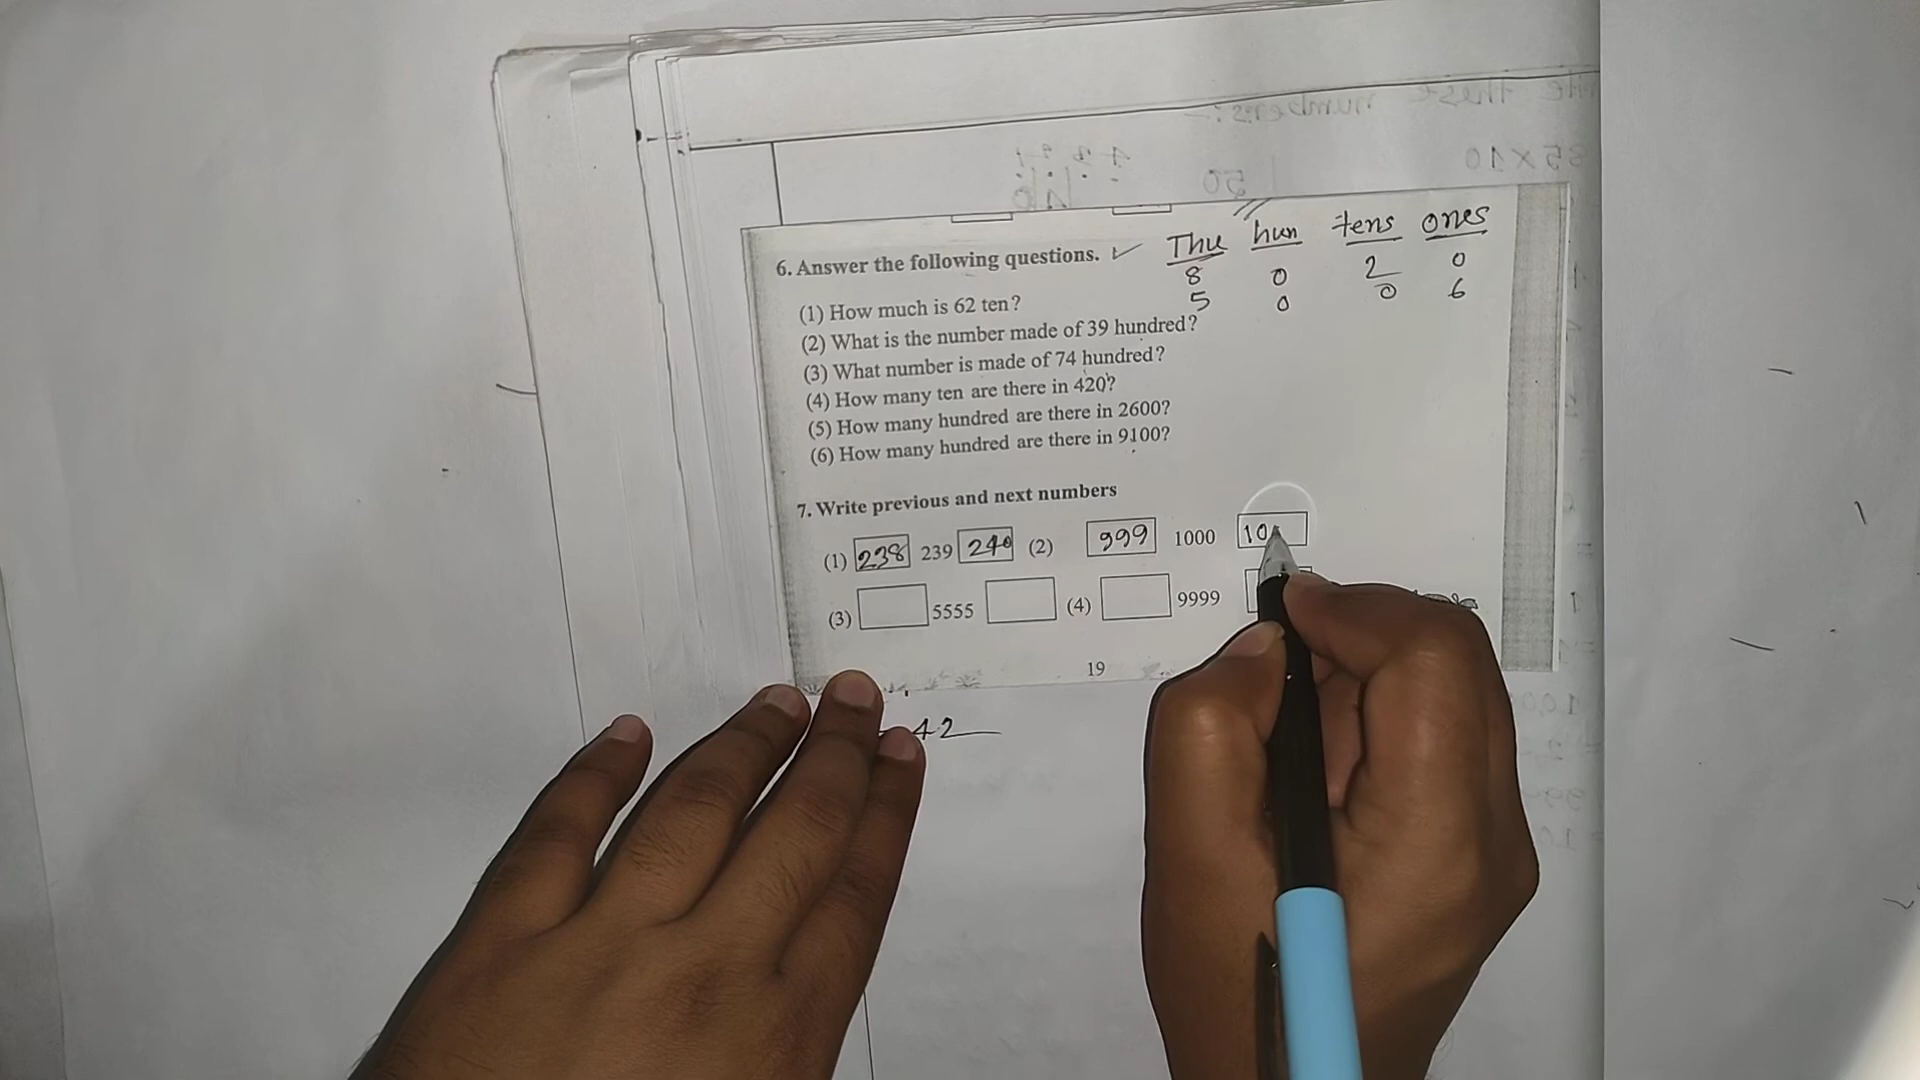 Thu hun tens ones
6. Answer the following questions.
8 0 2 0
5 0 0 6
(1) How much is 62 ten?
(2) What is the number made of 39 hundred?
(3) What number is made of 74 hundred?
(4) How many ten are there in 420?
(5) How many hundred are there in 2600?
(6) How many hundred are there in 9100?
7. Write previous and next numbers
(1) 238 239 240 (2) 999 1000 10
(3) 5555 (4) 9999
19
42